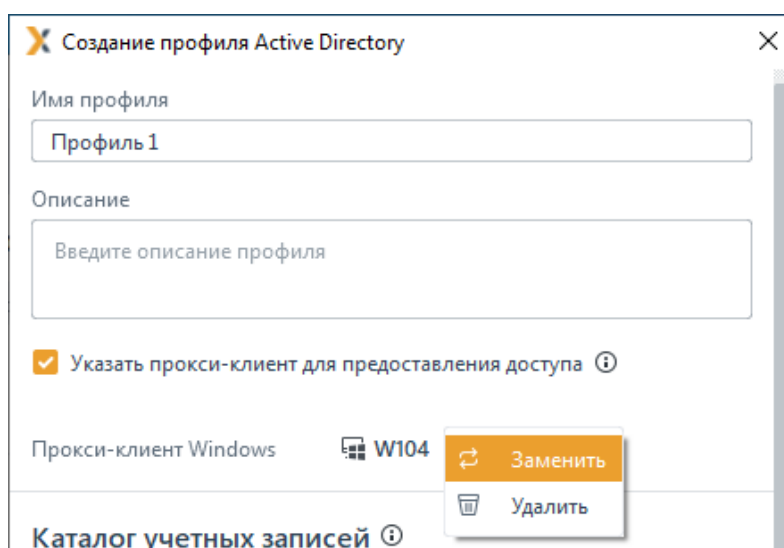 Создание профиля Active Directory
Имя профиля
Профиль 1
Описание
Введите описание профиля
Указать прокси-клиент для предоставления доступа
Прокси-клиент Windows W104
Заменить
Удалить
Каталог учетных записей